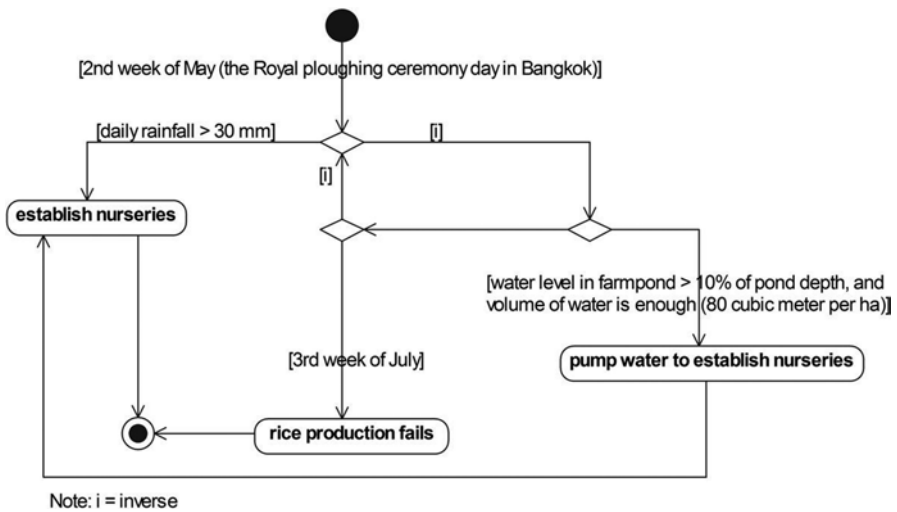 [2nd week of May (the Royal ploughing ceremony day in Bangkok)]
[daily rainfall > 30 mm]
[i]
[i]
establish nurseries
[water level in farmpond > 10% of pond depth, and
volume of water is enough (80 cubic meter per ha)]
[3rd week of July]
pump water to establish nurseries
rice production fails
Note: i = inverse